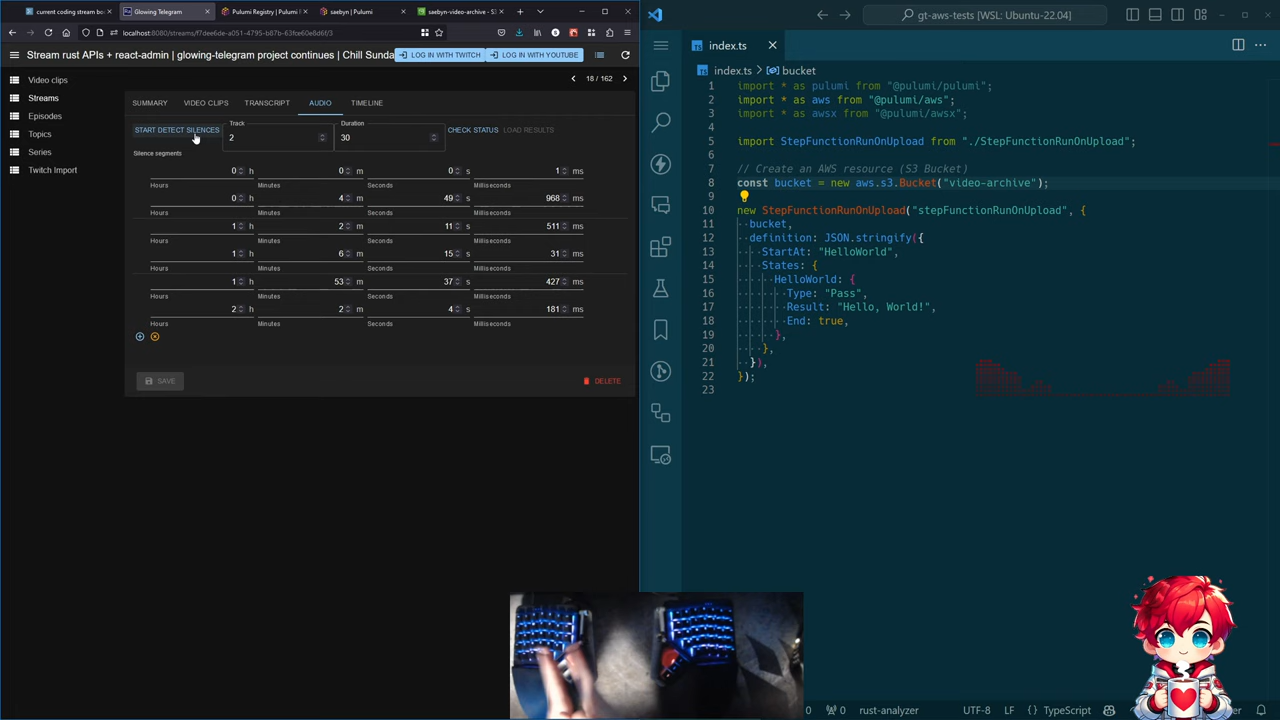 current coding stream bo
Glowing Telegram
Pulumi Registry | Pulumi
saebyn | Pulumi
saebyn-video-archive - S3
localhost:8080/streams/f7dee6de-a051-4795-b87b-63fce60e8d6f/3
Stream rust APIs + react-admin | glowing-telegram project continues | Chill Sunda
LOG IN WITH TWITCH
LOG IN WITH YOUTUBE
18 / 162
Video clips
Streams
Episodes
Topics
Series
Twitch Import
SUMMARY
VIDEO CLIPS
TRANSCRIPT
AUDIO
TIMELINE
START DETECT SILENCES
Track
2
Duration
30
CHECK STATUS
LOAD RESULTS
Silence segments
0 h 0 m 0 s 1 ms
Hours Minutes Seconds Milliseconds
0 h 4 m 49 s 968 ms
Hours Minutes Seconds Milliseconds
1 h 2 m 11 s 511 ms
Hours Minutes Seconds Milliseconds
1 h 6 m 15 s 31 ms
Hours Minutes Seconds Milliseconds
1 h 53 m 37 s 427 ms
Hours Minutes Seconds Milliseconds
2 h 2 m 4 s 181 ms
Hours Minutes Seconds Milliseconds
SAVE
DELETE
gt-aws-tests [WSL: Ubuntu-22.04]
index.ts
index.ts > bucket
1 import * as pulumi from "@pulumi/pulumi";
2 import * as aws from "@pulumi/aws";
3 import * as awsx from "@pulumi/awsx";
4
5 import StepFunctionRunOnUpload from "./StepFunctionRunOnUpload";
6
7 // Create an AWS resource (S3 Bucket)
8 const bucket = new aws.s3.Bucket("video-archive");
9
10 new StepFunctionRunOnUpload("stepFunctionRunOnUpload", {
11 bucket,
12 definition: JSON.stringify({
13 StartAt: "HelloWorld",
14 States: {
15 HelloWorld: {
16 Type: "Pass",
17 Result: "Hello, World!",
18 End: true,
19 },
20 },
21 }),
22 });
23
0
0
rust-analyzer
UTF-8
LF
{ } TypeScript